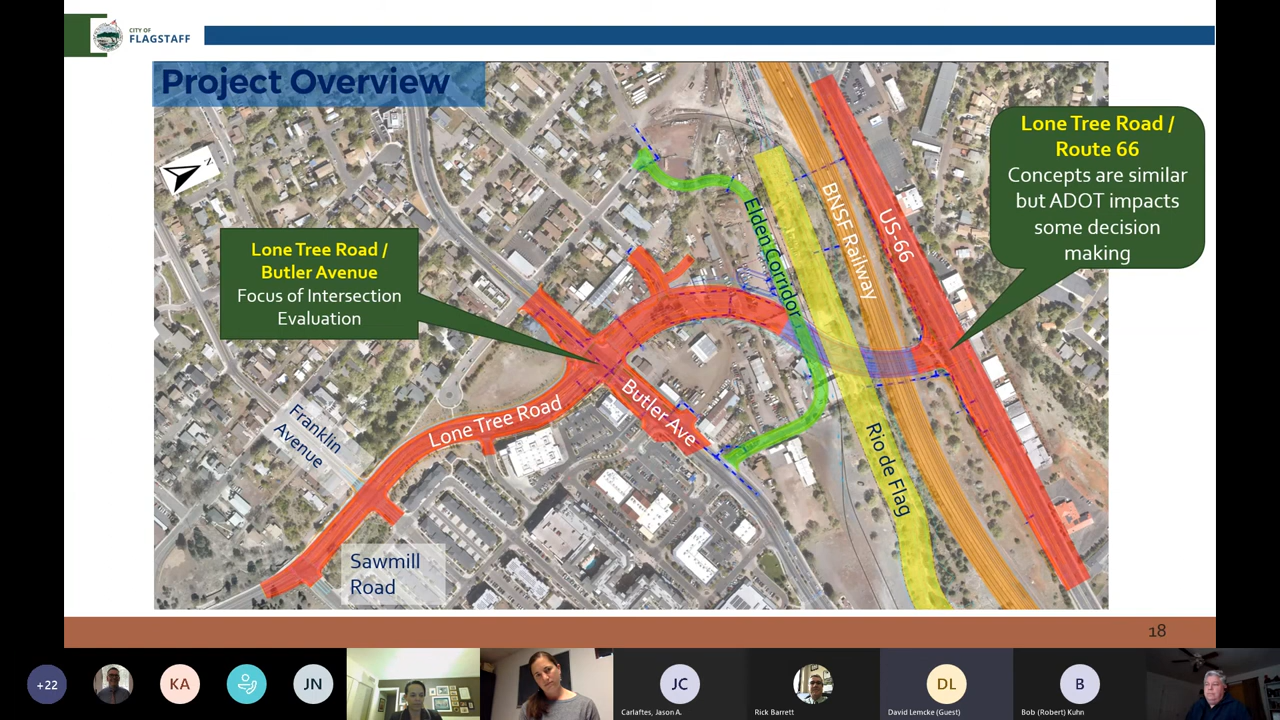 CITY OF
FLAGSTAFF
Project Overview
Lone Tree Road /
Route 66
Concepts are similar
but ADOT impacts
some decision
making
Lone Tree Road /
Butler Avenue
Focus of Intersection
Evaluation
Elden Corridor
BNSF Railway
US-66
Butler Ave
Lone Tree Road
Franklin
Avenue
Rio de Flag
Sawmill
Road
18
+22
KA
JN
JC
Carlaftes, Jason A.
Rick Barrett
DL
David Lemcke (Guest)
B
Bob (Robert) Kuhn